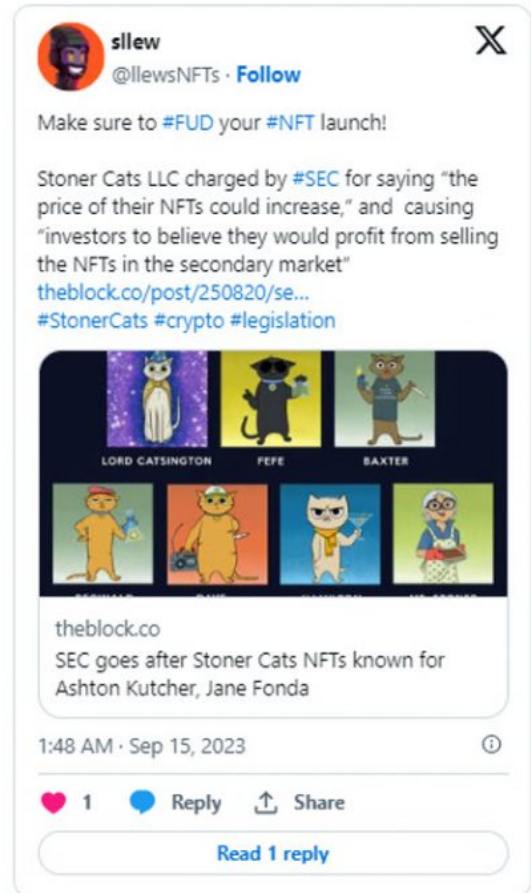 sllew
@llewsNFTs · Follow
Make sure to #FUD your #NFT launch!
Stoner Cats LLC charged by #SEC for saying “the
price of their NFTs could increase,” and  causing
“investors to believe they would profit from selling
the NFTs in the secondary market”
theblock.co/post/250820/se...
#StonerCats #crypto #legislation
LORD CATSINGTON FEFE BAXTER
theblock.co
SEC goes after Stoner Cats NFTs known for
Ashton Kutcher, Jane Fonda
1:48 AM · Sep 15, 2023
1 Reply Share
Read 1 reply